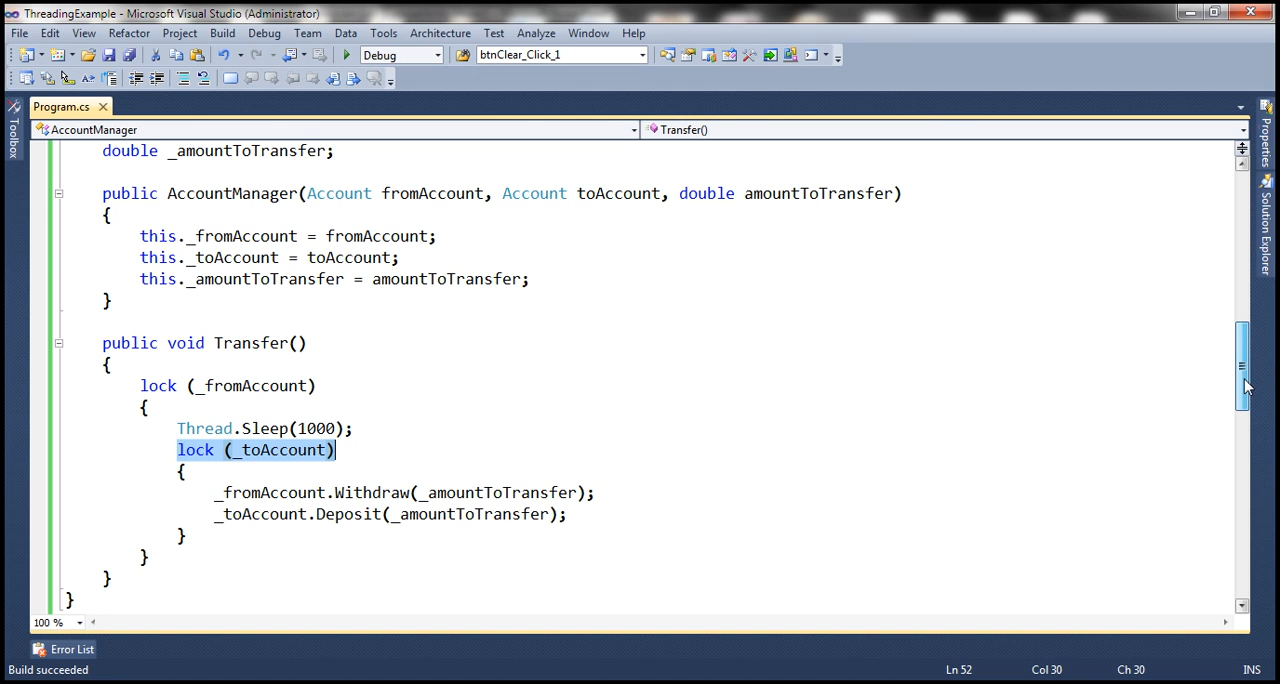 ThreadingExample - Microsoft Visual Studio (Administrator)
File Edit View Refactor Project Build Debug Team Data Tools Architecture Test Analyze Window Help
Debug btnClear_Click_1
Program.cs
AccountManager Transfer()
Toolbox
Properties
Solution Explorer
double _amountToTransfer;
public AccountManager(Account fromAccount, Account toAccount, double amountToTransfer)
{
this._fromAccount = fromAccount;
this._toAccount = toAccount;
this._amountToTransfer = amountToTransfer;
}
public void Transfer()
{
lock (_fromAccount)
{
Thread.Sleep(1000);
lock (_toAccount)
{
_fromAccount.Withdraw(_amountToTransfer);
_toAccount.Deposit(_amountToTransfer);
}
}
}
}
100 %
Error List
Build succeeded Ln 52 Col 30 Ch 30 INS